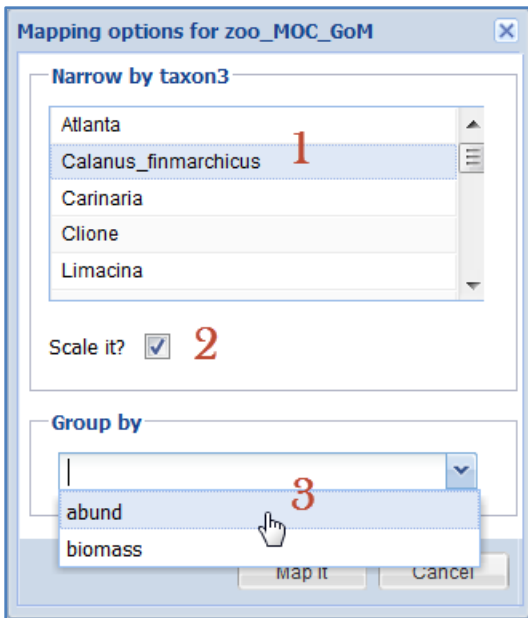 Mapping options for zoo_MOC_GoM
Narrow by taxon3
Atlanta
Calanus_finmarchicus 1
Carinaria
Clione
Limacina
Scale it? 2
Group by
3
abund
biomass
Map It Cancel